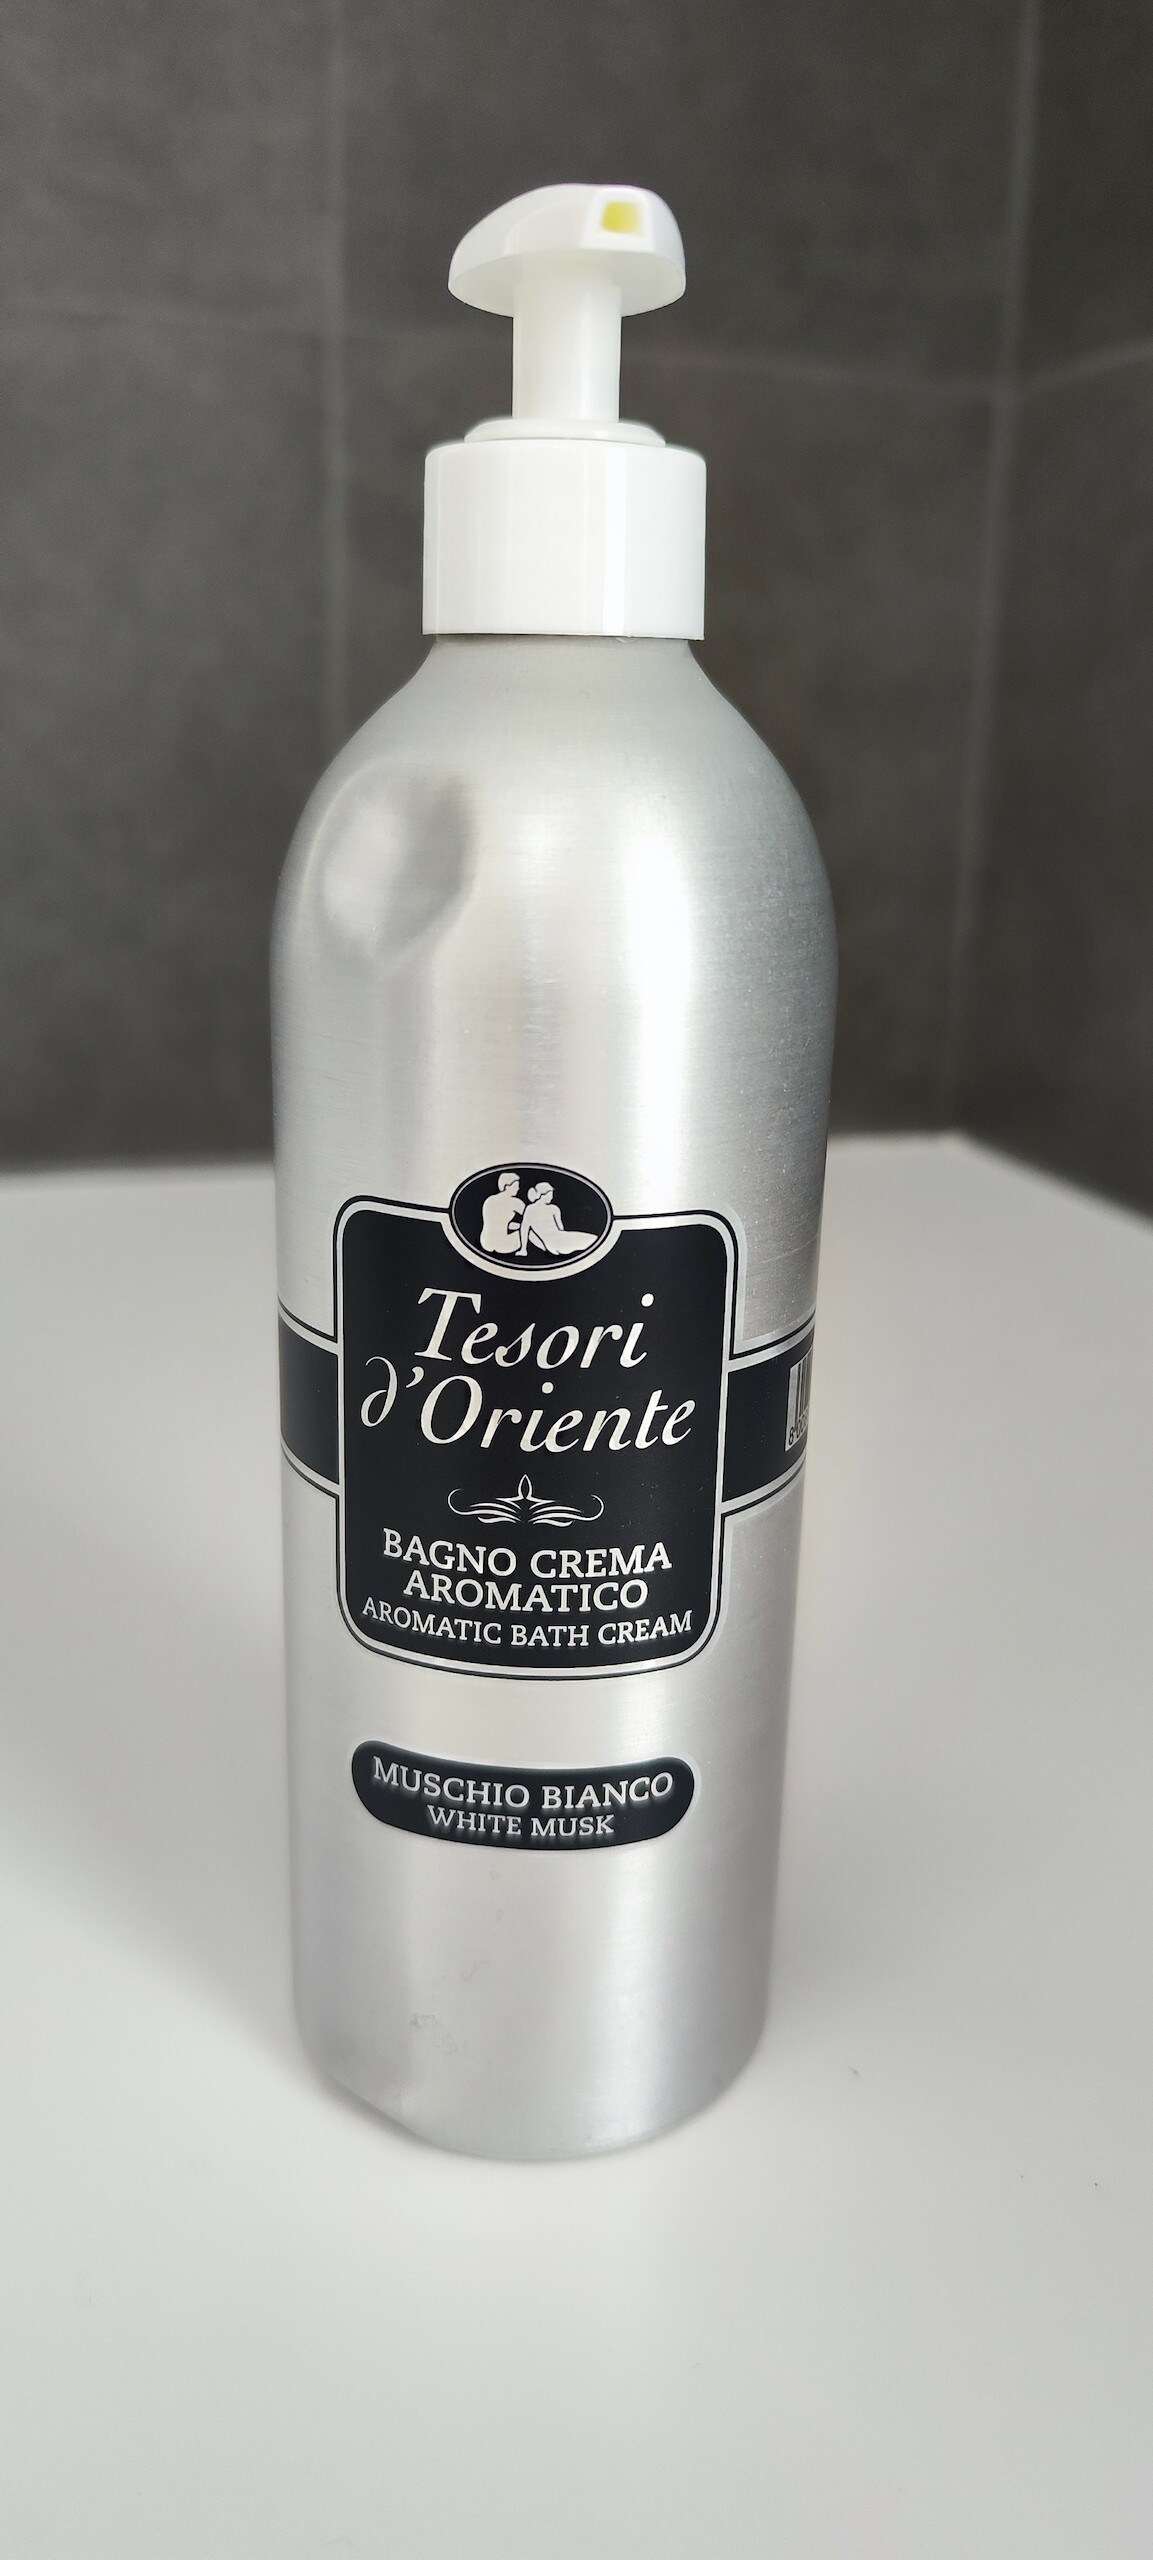 Tesori
d'Oriente
BAGNO CREMA
AROMATICO
AROMATIC BATH CREAM
MUSCHIO BIANCO
WHITE MUSK